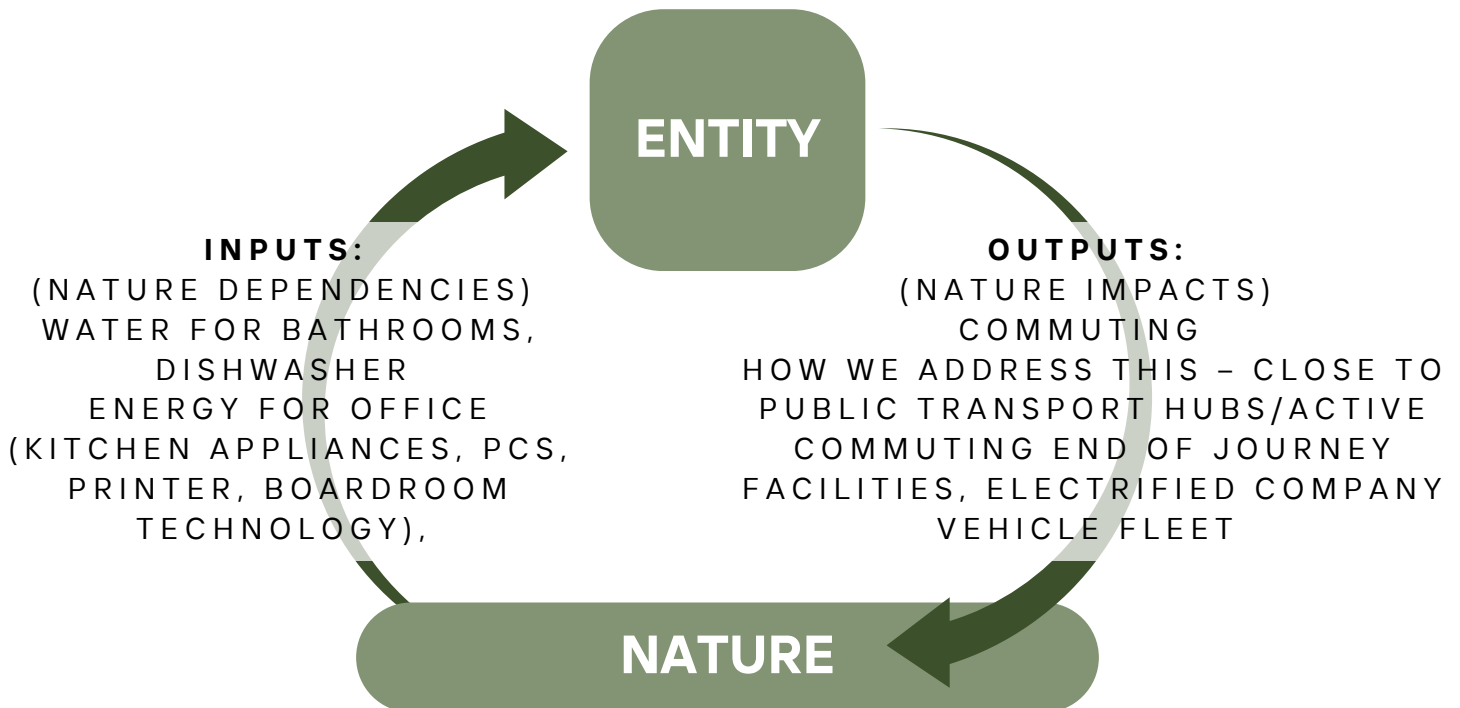 ENTITY
INPUTS:
(NATURE DEPENDENCIES)
WATER FOR BATHROOMS,
DISHWASHER
ENERGY FOR OFFICE
(KITCHEN APPLIANCES, PCS,
PRINTER, BOARDROOM
TECHNOLOGY),
OUTPUTS:
(NATURE IMPACTS)
COMMUTING
HOW WE ADDRESS THIS – CLOSE TO
PUBLIC TRANSPORT HUBS/ACTIVE
COMMUTING END OF JOURNEY
FACILITIES, ELECTRIFIED COMPANY
VEHICLE FLEET
NATURE